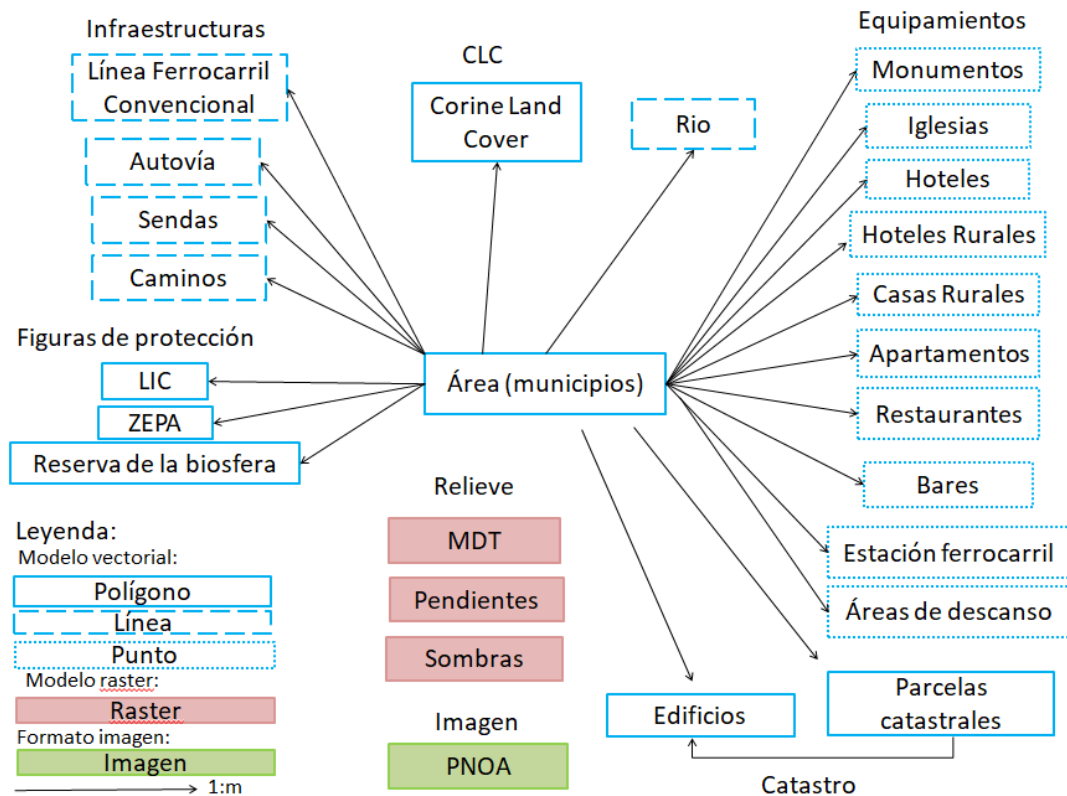 Infraestructuras
Línea Ferrocarril
Convencional
Autovía
Sendas
Caminos
CLC
Corine Land
Cover
Rio
Equipamientos
Monumentos
Iglesias
Hoteles
Hoteles Rurales
Casas Rurales
Apartamentos
Restaurantes
Bares
Estación ferrocarril
Áreas de descanso
Área (municipios)
Figuras de protección
LIC
ZEPA
Reserva de la biosfera
Relieve
MDT
Pendientes
Sombras
Imagen
PNOA
Edificios
Parcelas
catastrales
Catastro
Leyenda:
Modelo vectorial:
Polígono
Línea
Punto
Modelo raster:
Raster
Formato imagen:
Imagen
1:m